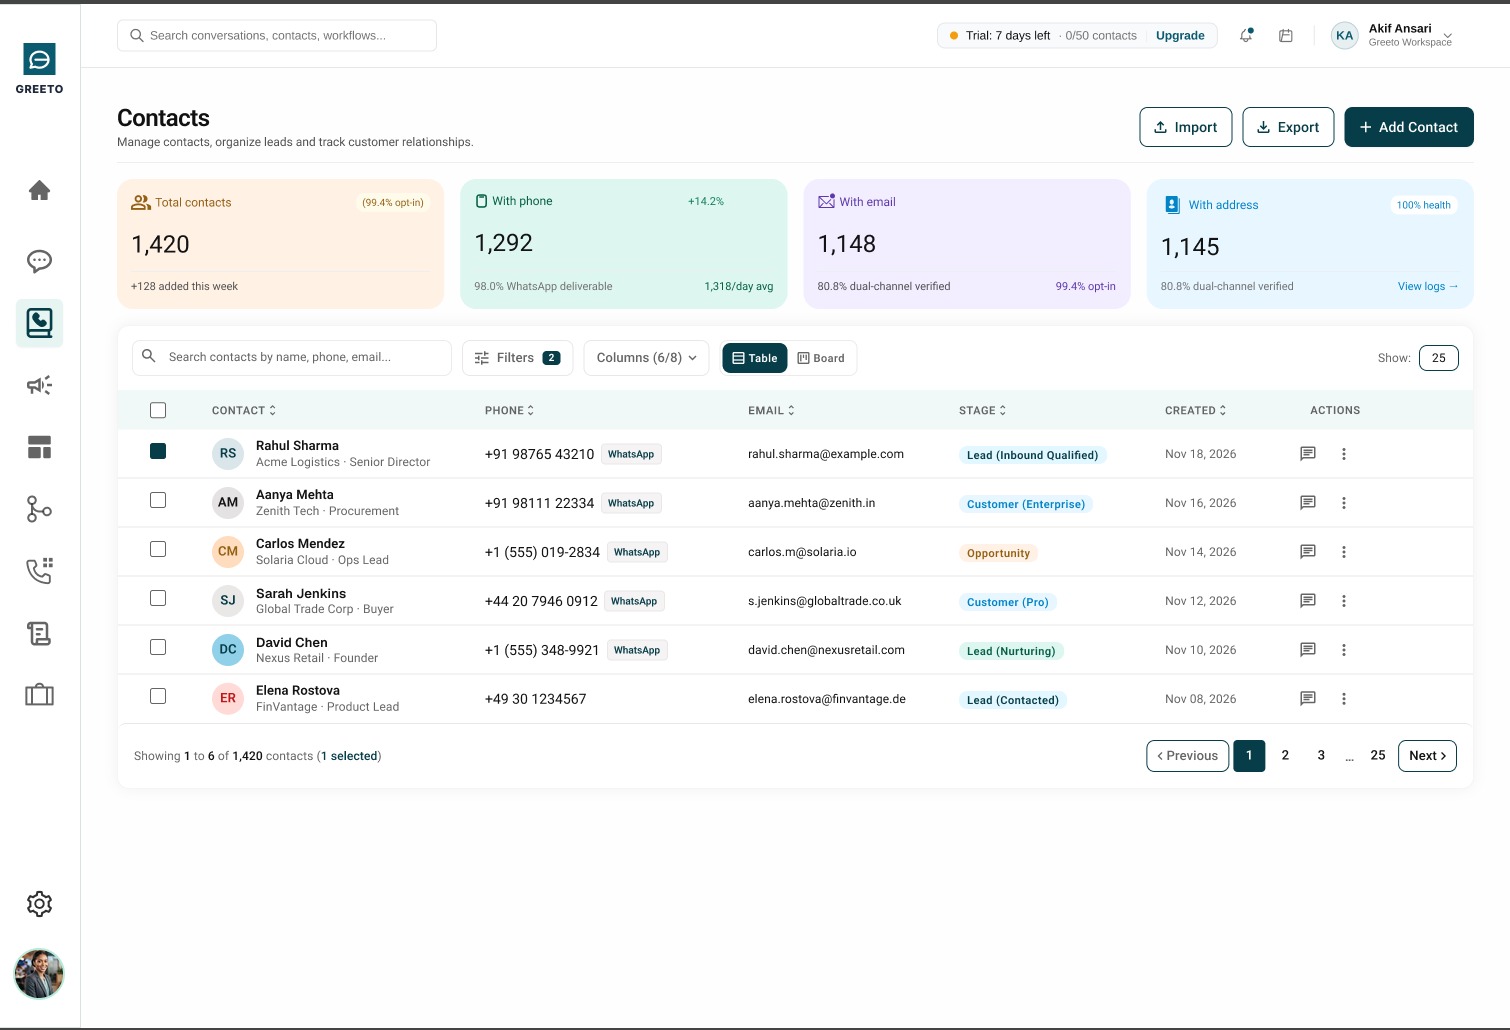 Search conversations, contacts, workflows...
Trial: 7 days left · 0/50 contacts Upgrade
KA
Akif Ansari
Greeto Workspace
GREETO
Contacts
Manage contacts, organize leads and track customer relationships.
Import
Export
+ Add Contact
Total contacts (99.4% opt-in)
1,420
+128 added this week
With phone +14.2%
1,292
98.0% WhatsApp deliverable 1,318/day avg
With email
1,148
80.8% dual-channel verified 99.4% opt-in
With address 100% health
1,145
80.8% dual-channel verified View logs →
Search contacts by name, phone, email...
Filters 2
Columns (6/8)
Table
Board
Show: 25
CONTACT PHONE EMAIL STAGE CREATED ACTIONS
RS Rahul Sharma
Acme Logistics · Senior Director
+91 98765 43210 WhatsApp rahul.sharma@example.com Lead (Inbound Qualified) Nov 18, 2026
AM Aanya Mehta
Zenith Tech · Procurement
+91 98111 22334 WhatsApp aanya.mehta@zenith.in Customer (Enterprise) Nov 16, 2026
CM Carlos Mendez
Solaria Cloud · Ops Lead
+1 (555) 019-2834 WhatsApp carlos.m@solaria.io Opportunity Nov 14, 2026
SJ Sarah Jenkins
Global Trade Corp · Buyer
+44 20 7946 0912 WhatsApp s.jenkins@globaltrade.co.uk Customer (Pro) Nov 12, 2026
DC David Chen
Nexus Retail · Founder
+1 (555) 348-9921 WhatsApp david.chen@nexusretail.com Lead (Nurturing) Nov 10, 2026
ER Elena Rostova
FinVantage · Product Lead
+49 30 1234567 elena.rostova@finvantage.de Lead (Contacted) Nov 08, 2026
Showing 1 to 6 of 1,420 contacts (1 selected)
‹ Previous 1 2 3 ... 25 Next ›